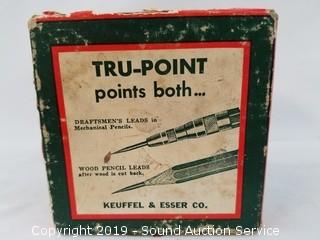 TRU-POINT
points both...
DRAFTSMEN'S LEADS in
Mechanical Pencils.
WOOD PENCIL LEADS
after wood is cut back.
KEUFFEL & ESSER CO.
Copyright 2019 - Sound Auction Service